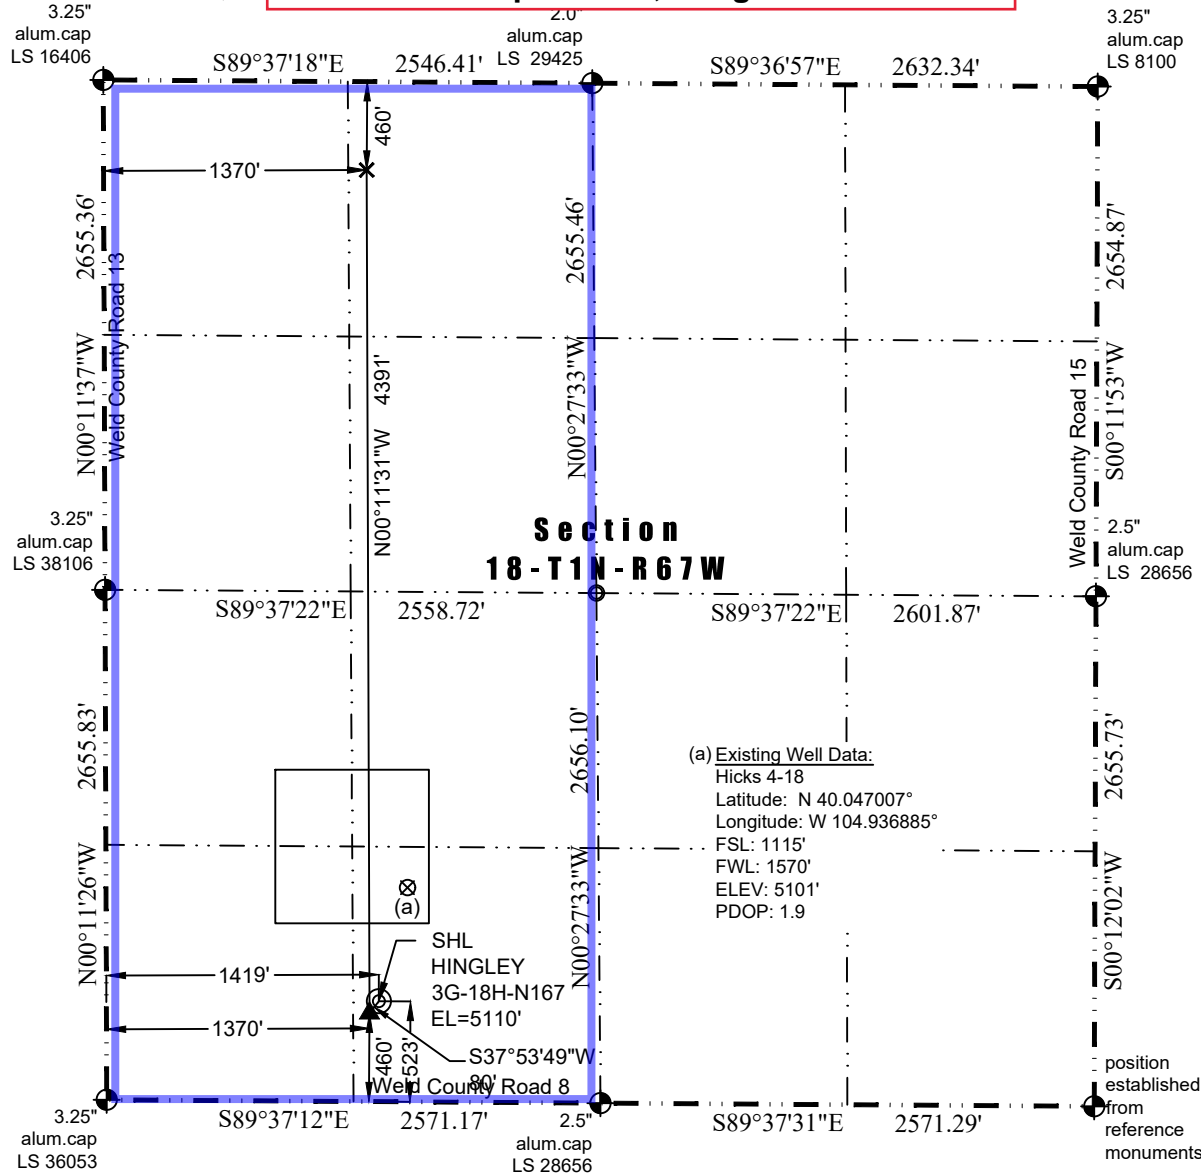 3.25"
alum.cap
LS 16406
2.0"
alum.cap
LS 29425
3.25"
alum.cap
LS 8100
S89°37'18"E 2546.41'
S89°36'57"E 2632.34'
460'
1370'
2655.36'
N00°11'37"W
Weld County Road 13
2655.46'
N00°27'33"W
2654.87'
S00°11'53"W
Weld County Road 15
4391'
N00°11'31"W
3.25"
alum.cap
LS 38106
Section
18-T1N-R67W
2.5"
alum.cap
LS 28656
S89°37'22"E 2558.72'
S89°37'22"E 2601.87'
2655.83'
N00°11'26"W
2656.10'
N00°27'33"W
2655.73'
S00°12'02"W
(a) Existing Well Data:
Hicks 4-18
Latitude: N 40.047007°
Longitude: W 104.936885°
FSL: 1115'
FWL: 1570'
ELEV: 5101'
PDOP: 1.9
(a)
SHL
HINGLEY
3G-18H-N167
EL=5110'
1419'
1370'
460'
523'
S37°53'49"W
80'
Weld County Road 8
3.25"
alum.cap
LS 36053
S89°37'12"E 2571.17'
2.5"
alum.cap
LS 28656
S89°37'31"E 2571.29'
position
established
from
reference
monuments